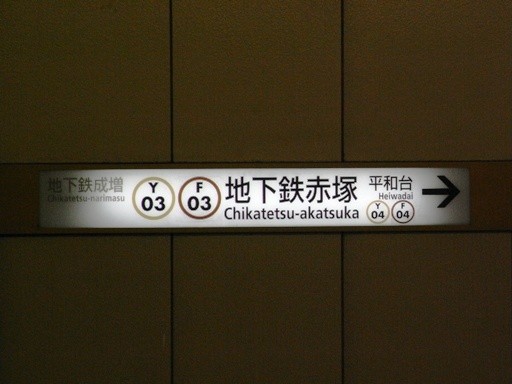 地下鉄成増
Chikatetsu-narimasu
Y
03
F
03
地下鉄赤塚
Chikatetsu-akatsuka
平和台
Heiwadai
Y
04
F
04